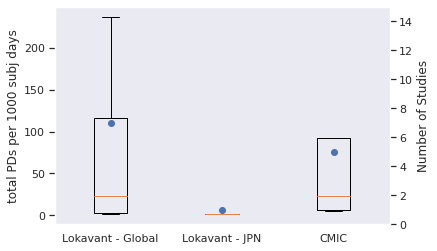 total PDs per 1000 subj days
200
150
100
50
0
14
12
10
8
6
4
2
0
Number of Studies
Lokavant - Global
Lokavant - JPN
CMIC